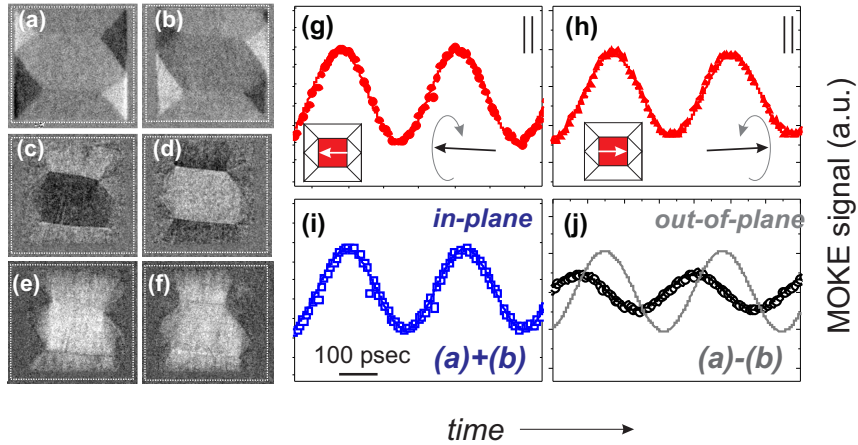 (a)
(b)
(c)
(d)
(e)
(f)
(g)
||
(h)
||
(i)
in-plane
100 psec
(a)+(b)
out-of-plane
(j)
(a)-(b)
MOKE signal (a.u.)
time